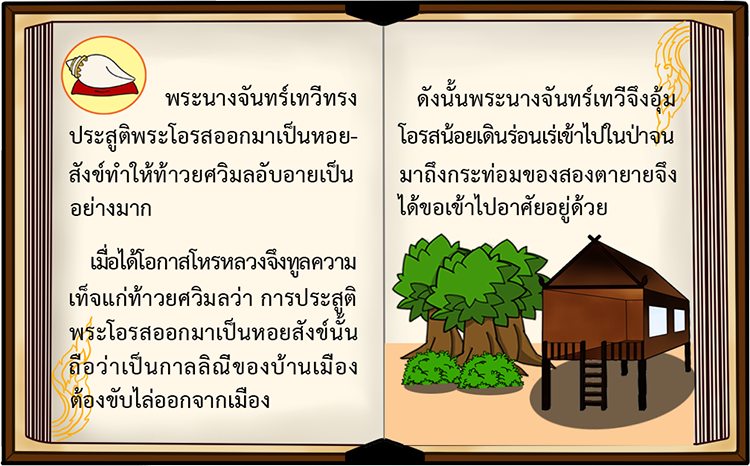 พระนางจันทร์เทวีทรง
ประสูติพระโอรสออกมาเป็นหอย-
สังข์ทำให้ท้าวยศวิมลอับอายเป็น
อย่างมาก
เมื่อได้โอกาสโหรหลวงจึงทูลความ
เท็จแก่ท้าวยศวิมลว่า การประสูติ
พระโอรสออกมาเป็นหอยสังข์นั้น
ถือว่าเป็นกาลลิณีของบ้านเมือง
ต้องขับไล่ออกจากเมือง
ดังนั้นพระนางจันทร์เทวีจึงอุ้ม
โอรสน้อยเดินร่อนเร่เข้าไปในป่าจน
มาถึงกระท่อมของสองตายายจึง
ได้ขอเข้าไปอาศัยอยู่ด้วย